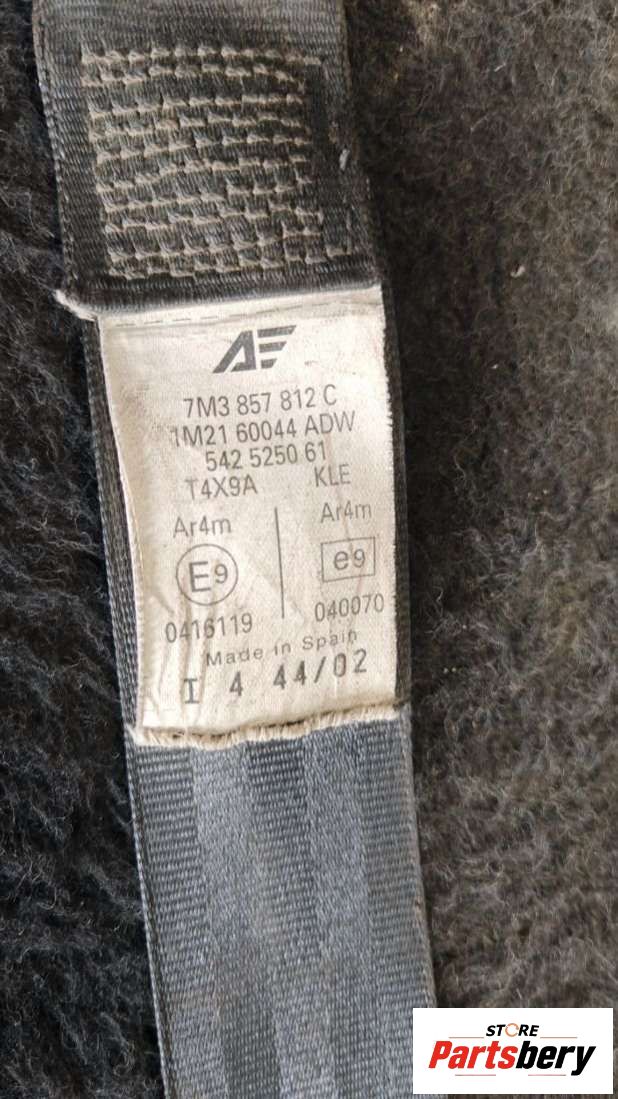 AE
7M3 857 812 C
1M21 60044 ADW
542 5250 61
T4X9A KLE
Ar4m Ar4m
E9 e9
0416119 040070
Made in Spain
I 4 44/02
STORE
Partsbery